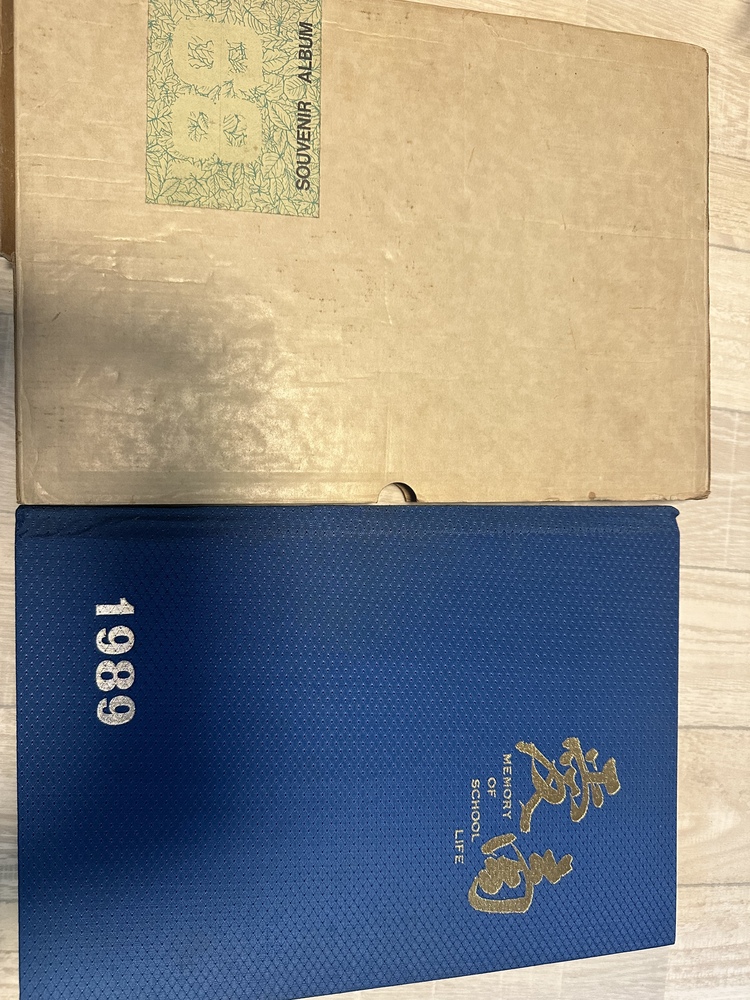 88
SOUVENIR ALBUM
MEMORY
OF
SCHOOL
LIFE
1989